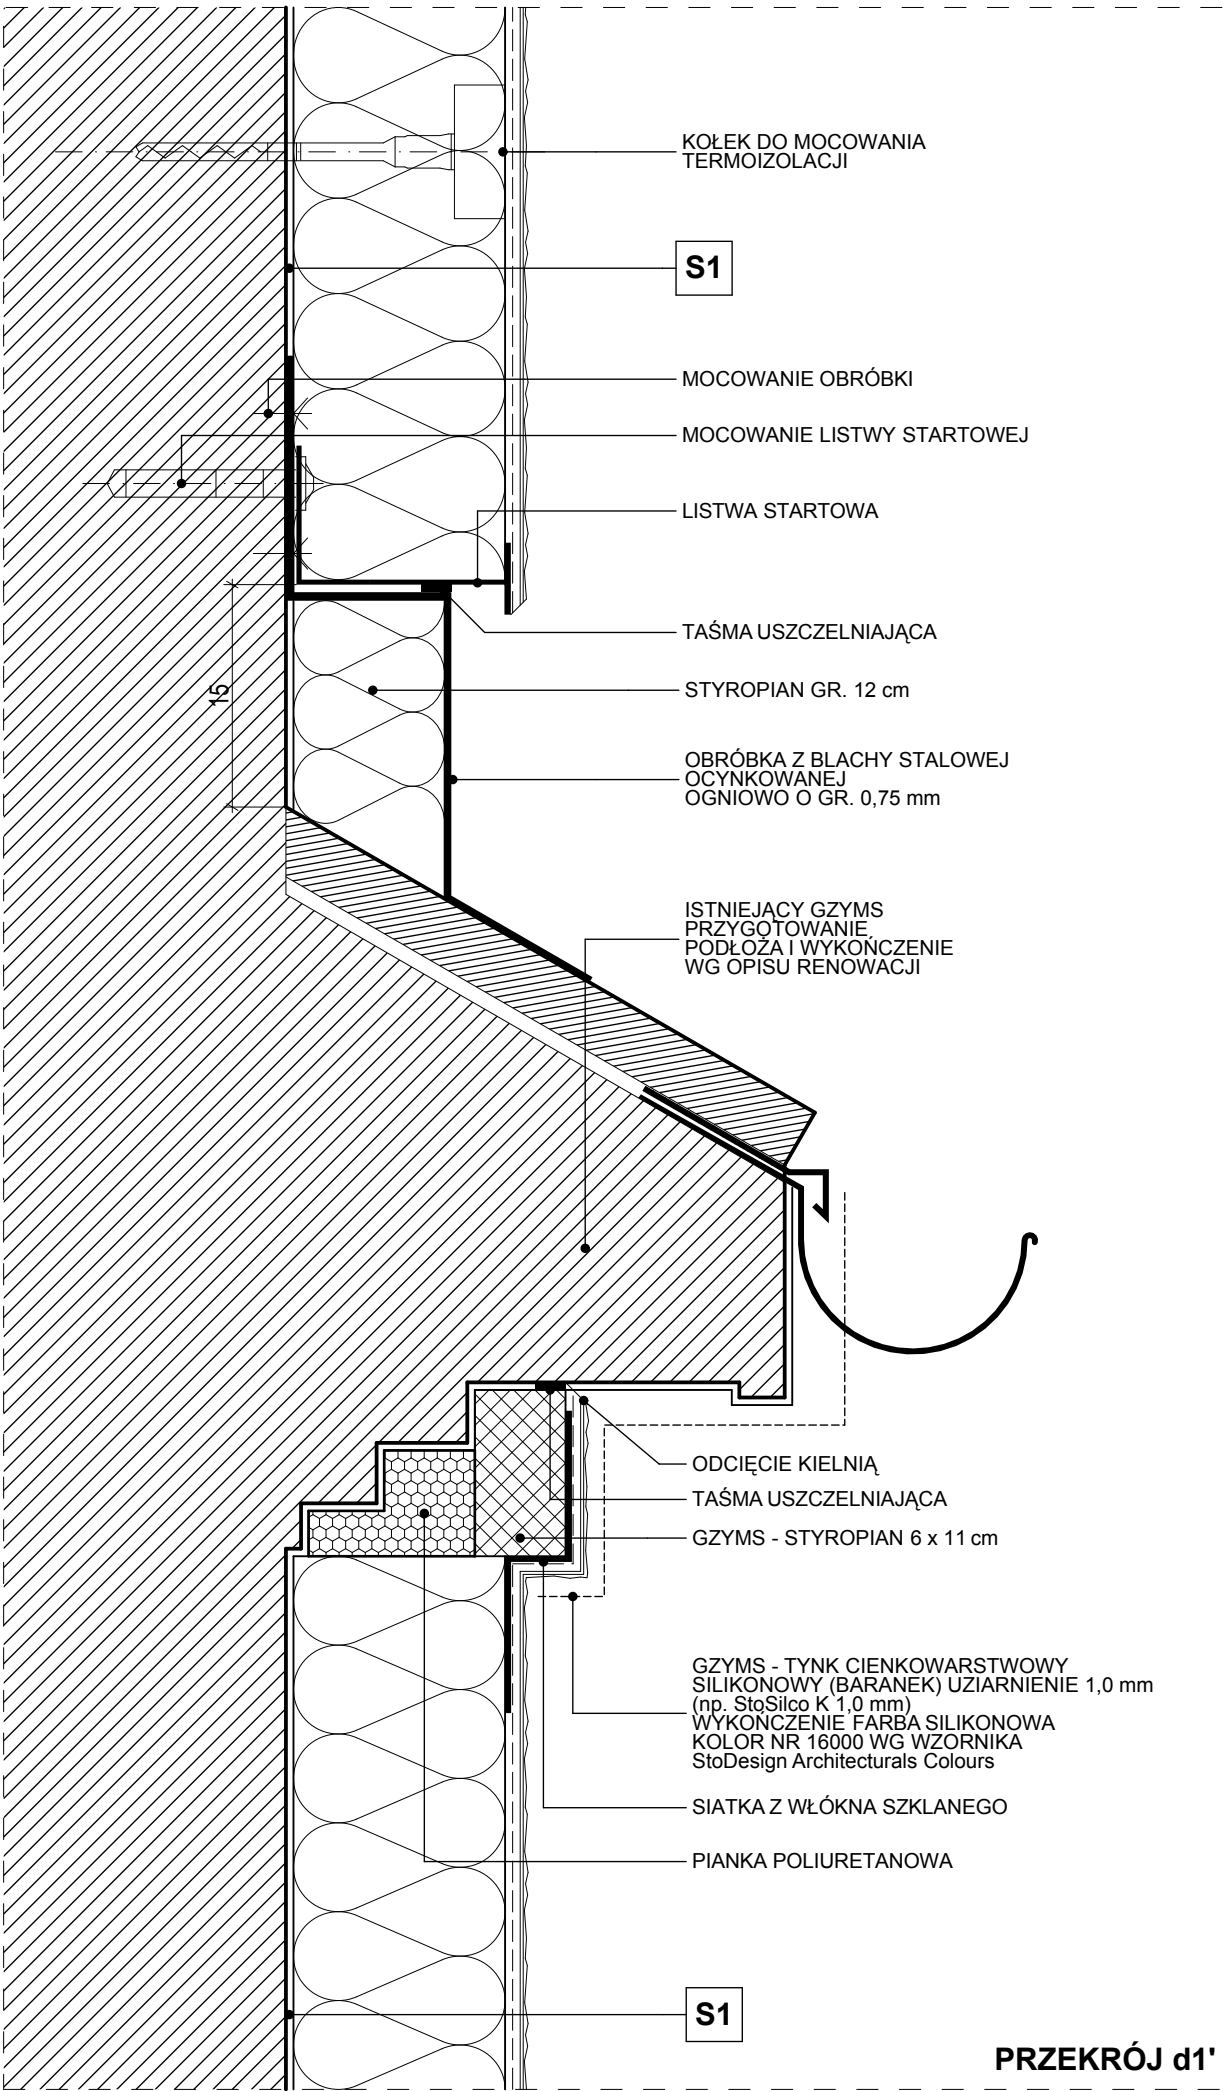 KOŁEK DO MOCOWANIA
TERMOIZOLACJI
S1
MOCOWANIE OBRÓBKI
MOCOWANIE LISTWY STARTOWEJ
LISTWA STARTOWA
TAŚMA USZCZELNIAJĄCA
15
STYROPIAN GR. 12 cm
OBRÓBKA Z BLACHY STALOWEJ
OCYNKOWANEJ
OGNIOWO O GR. 0,75 mm
ISTNIEJĄCY GZYMS
PRZYGOTOWANIE
PODŁOŻA I WYKOŃCZENIE
WG OPISU RENOWACJI
ODCIĘCIE KIELNIĄ
TAŚMA USZCZELNIAJĄCA
GZYMS - STYROPIAN 6 x 11 cm
GZYMS - TYNK CIENKOWARSTWOWY
SILIKONOWY (BARANEK) UZIARNIENIE 1,0 mm
(np. StoSilco K 1,0 mm)
WYKOŃCZENIE FARBA SILIKONOWA
KOLOR NR 16000 WG WZORNIKA
StoDesign Architecturals Colours
SIATKA Z WŁÓKNA SZKLANEGO
PIANKA POLIURETANOWA
S1
PRZEKRÓJ d1'